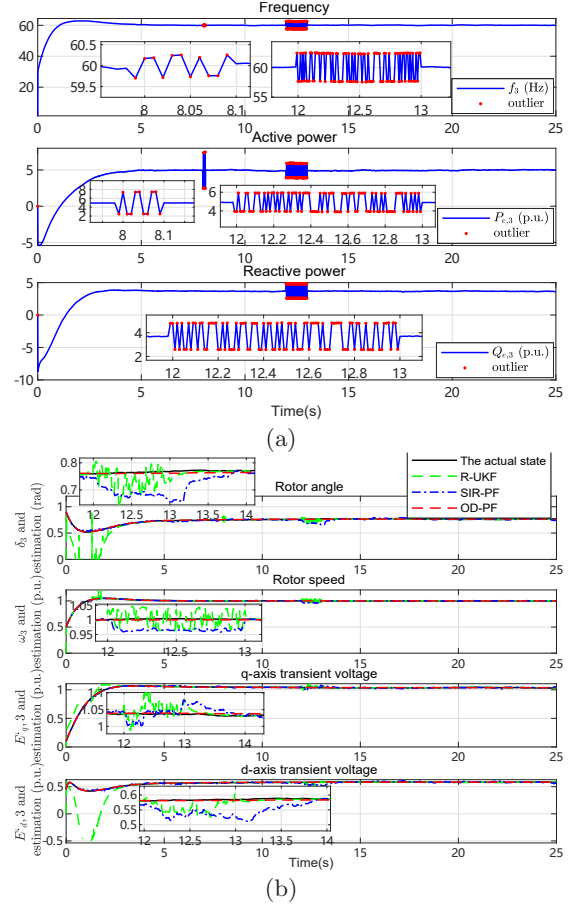 Frequency
60
40
20
60.5
60
59.5
8
8.05
8.1
60
55
12
12.5
13
f3 (Hz)
outlier
0 5 10 15 20 25
Active power
5
0
-5
8
6
4
2
8
8.1
6
4
12 12.2 12.4 12.6 12.8 13
Pe,3 (p.u.)
outlier
0 5 10 15 20 25
Reactive power
5
0
-5
-10
4
2
12 12.2 12.4 12.6 12.8 13
Qe,3 (p.u.)
outlier
0 5 10 15 20 25
Time(s)
(a)
The actual state
R-UKF
SIR-PF
OD-PF
0.8
0.7
12 12.5 13 13.5 14
Rotor angle
δ3 and
estimation (rad)
1
0.5
0
0 5 10 15 20 25
Rotor speed
ω3 and
estimation (p.u.)
1
0.5
0
1.05
1
0.95
12 12.5 13
0 5 10 15 20 25
q-axis transient voltage
E'q, 3 and
estimation (p.u.)
1
0.5
0
1.05
1
12 13 14
0 5 10 15 20 25
d-axis transient voltage
E'd, 3 and
estimation (p.u.)
0.5
0
-0.5
0.6
0.55
0.5
12 12.5 13 13.5 14
0 5 10 15 20 25
Time(s)
(b)